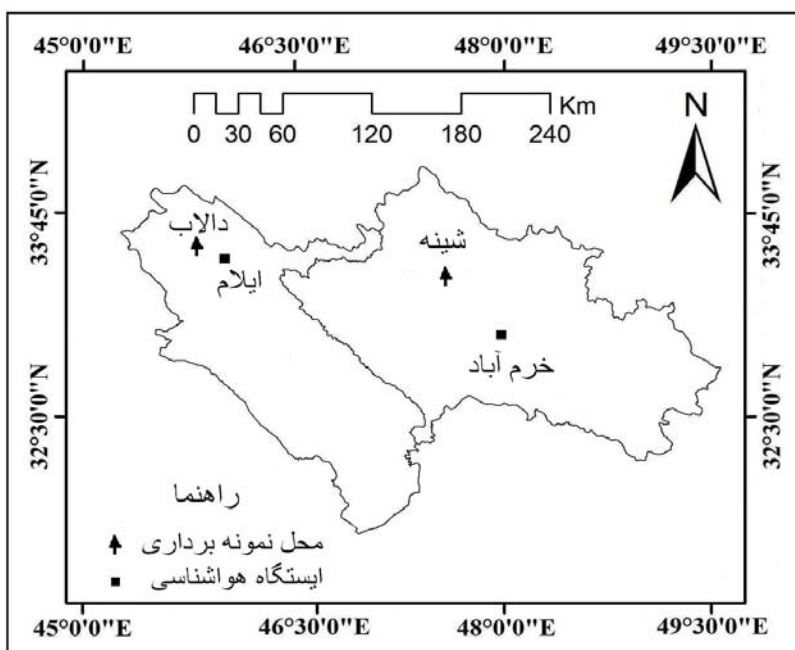 45°0'0"E 46°30'0"E 48°0'0"E 49°30'0"E
Km
0 30 60 120 180 240
N
33°45'0"N 33°45'0"N
دالاب
شینه
ایلام
خرم آباد
32°30'0"N 32°30'0"N
راهنما
محل نمونه برداری
ایستگاه هواشناسی
45°0'0"E 46°30'0"E 48°0'0"E 49°30'0"E